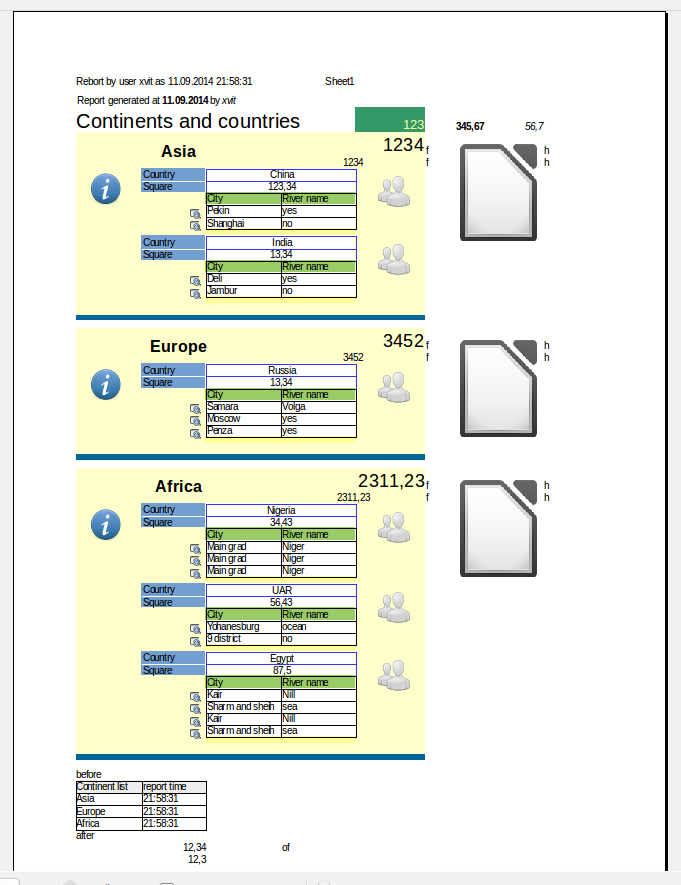 Rebort by user xvit as 11.09.2014 21:58:31 Sheet1
Report generated at 11.09.2014 by xvit
Continents and countries 123 345,67 56,7
Asia 1234 f h
1234 f h
Country China
Square 123,34
City River name
Pekin yes
Shanghai no
Country India
Square 13,34
City River name
Deli yes
Jambur no
Europe 3452 f h
3452 f h
Country Russia
Square 13,34
City River name
Samara Volga
Moscow yes
Penza yes
Africa 2311,23 f h
2311,23 f h
Country Nigeria
Square 34,43
City River name
Main grad Niger
Main grad Niger
Main grad Niger
Country UAR
Square 56,43
City River name
Yohanesburg ocean
9 district no
Country Egypt
Square 87,5
City River name
Kair Nill
Sharm and sheih sea
Kair Nill
Sharm and sheih sea
before
Continent list report time
Asia 21:58:31
Europe 21:58:31
Africa 21:58:31
after
12,34 of
12,3